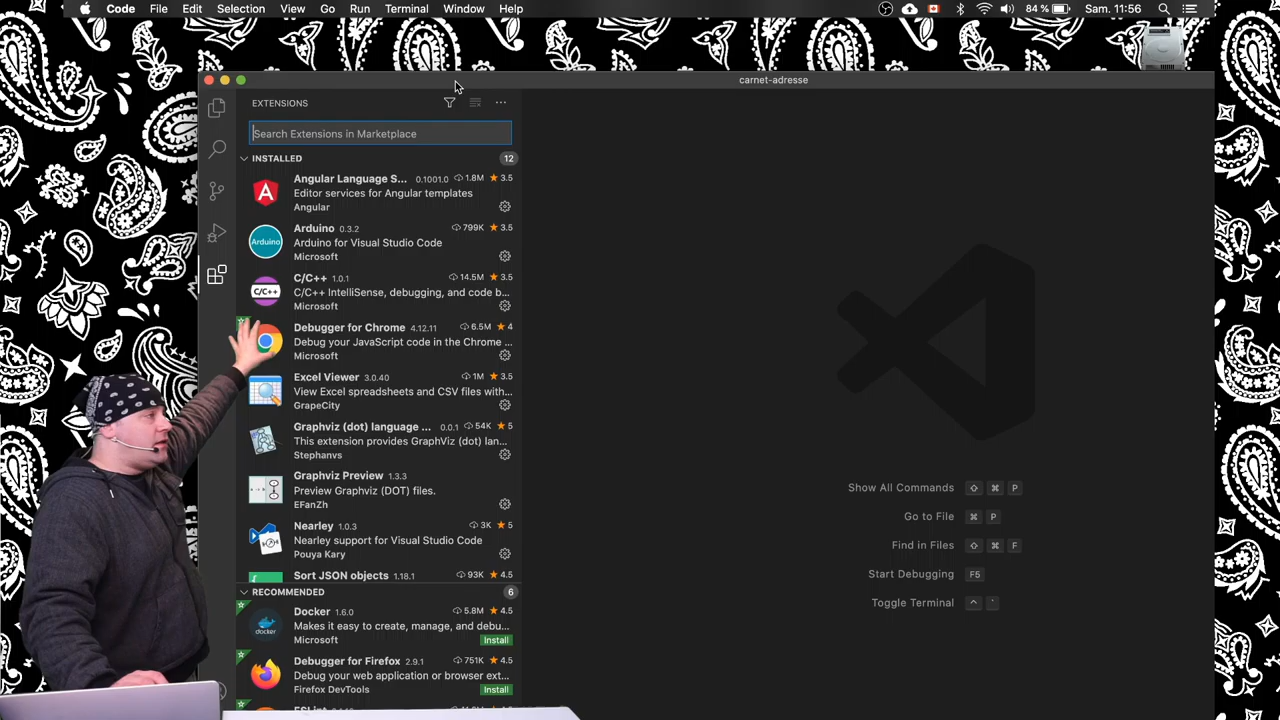 Code File Edit Selection View Go Run Terminal Window Help 84 % Sam. 11:56
carnet-adresse
EXTENSIONS
Search Extensions in Marketplace
INSTALLED 12
Angular Language S... 0.1001.0 1.8M 3.5
Editor services for Angular templates
Angular
Arduino 0.3.2 799K 3.5
Arduino for Visual Studio Code
Microsoft
C/C++ 1.0.1 14.5M 3.5
C/C++ IntelliSense, debugging, and code b...
Microsoft
Debugger for Chrome 4.12.11 6.5M 4
Debug your JavaScript code in the Chrome ...
Microsoft
Excel Viewer 3.0.40 1M 3.5
View Excel spreadsheets and CSV files with...
GrapeCity
Graphviz (dot) language ... 0.0.1 54K 5
This extension provides GraphViz (dot) lan...
Stephanvs
Graphviz Preview 1.3.3
Preview Graphviz (DOT) files.
EFanZh
Nearley 1.0.3 3K 5
Nearley support for Visual Studio Code
Pouya Kary
Sort JSON objects 1.18.1 93K 4.5
RECOMMENDED 6
Docker 1.6.0 5.8M 4.5
Makes it easy to create, manage, and debu...
Microsoft Install
Debugger for Firefox 2.9.1 751K 4.5
Debug your web application or browser ext...
Firefox DevTools Install
Show All Commands ⇧ ⌘ P
Go to File ⌘ P
Find in Files ⇧ ⌘ F
Start Debugging F5
Toggle Terminal ^ `
Arduino
C/C++
docker